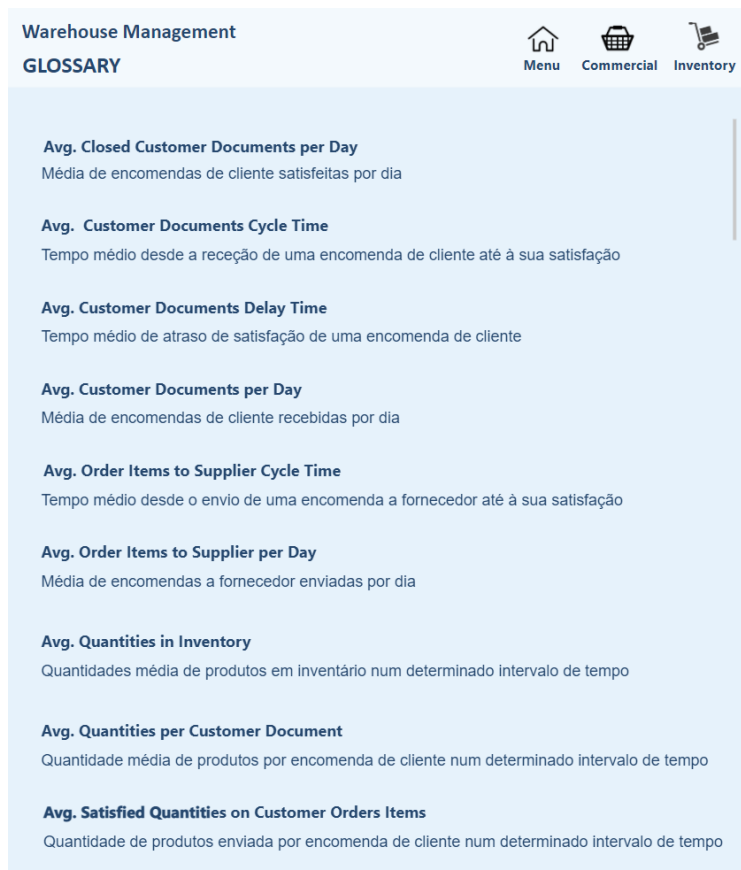 Warehouse Management
GLOSSARY
Menu
Commercial
Inventory
Avg. Closed Customer Documents per Day
Média de encomendas de cliente satisfeitas por dia
Avg. Customer Documents Cycle Time
Tempo médio desde a receção de uma encomenda de cliente até à sua satisfação
Avg. Customer Documents Delay Time
Tempo médio de atraso de satisfação de uma encomenda de cliente
Avg. Customer Documents per Day
Média de encomendas de cliente recebidas por dia
Avg. Order Items to Supplier Cycle Time
Tempo médio desde o envio de uma encomenda a fornecedor até à sua satisfação
Avg. Order Items to Supplier per Day
Média de encomendas a fornecedor enviadas por dia
Avg. Quantities in Inventory
Quantidades média de produtos em inventário num determinado intervalo de tempo
Avg. Quantities per Customer Document
Quantidade média de produtos por encomenda de cliente num determinado intervalo de tempo
Avg. Satisfied Quantities on Customer Orders Items
Quantidade de produtos enviada por encomenda de cliente num determinado intervalo de tempo